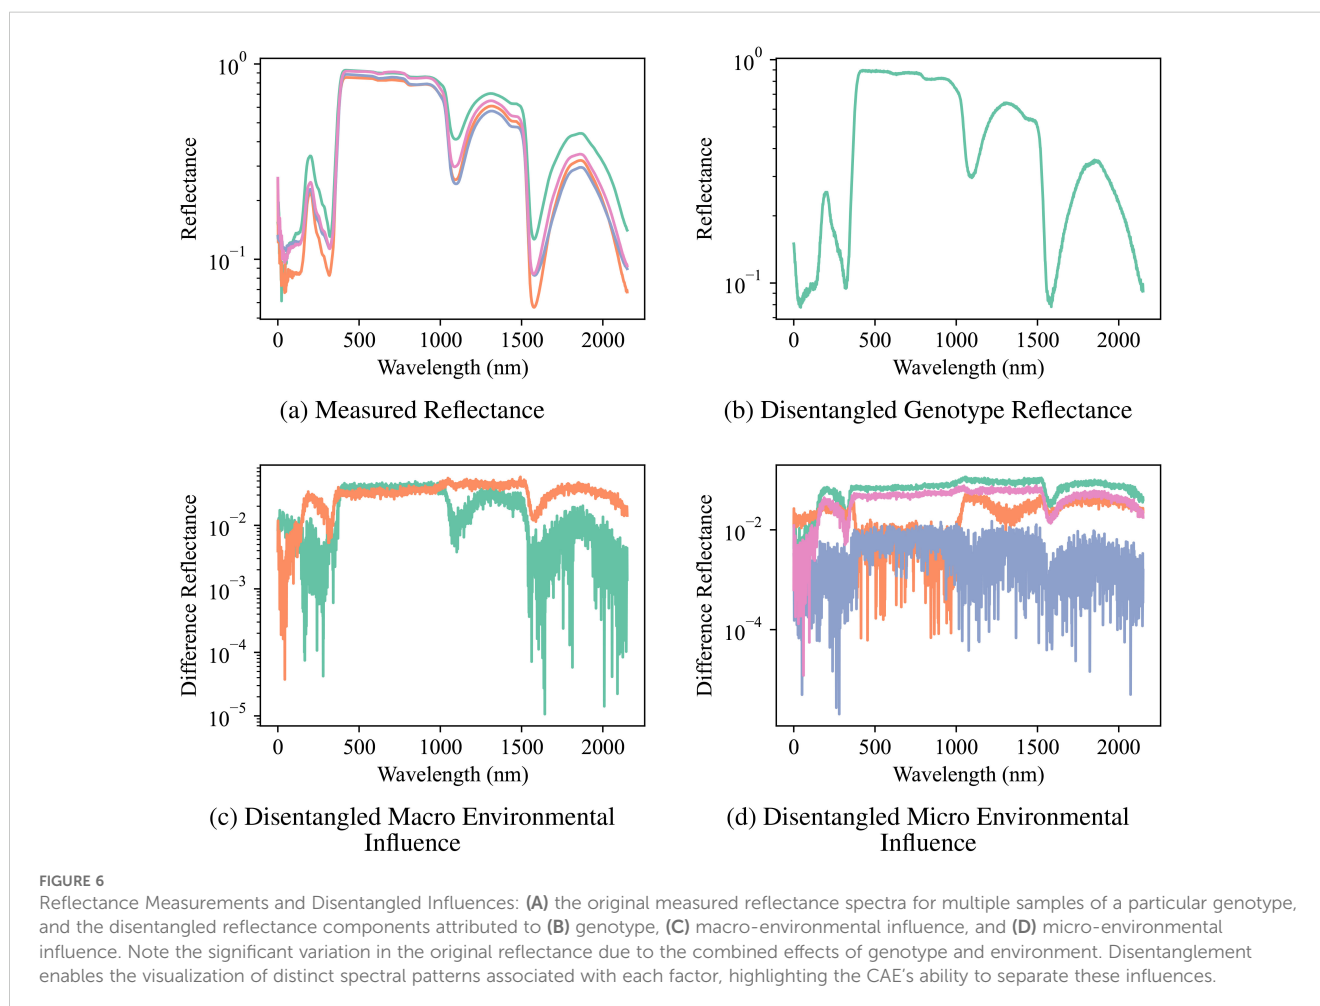 10^0
10^−1
Reflectance
0 500 1000 1500 2000
Wavelength (nm)
(a) Measured Reflectance
10^0
10^−1
Reflectance
0 500 1000 1500 2000
Wavelength (nm)
(b) Disentangled Genotype Reflectance
10^−2
10^−3
10^−4
10^−5
Difference Reflectance
0 500 1000 1500 2000
Wavelength (nm)
(c) Disentangled Macro Environmental
Influence
10^−2
10^−4
Difference Reflectance
0 500 1000 1500 2000
Wavelength (nm)
(d) Disentangled Micro Environmental
Influence
FIGURE 6
Reflectance Measurements and Disentangled Influences: (A) the original measured reflectance spectra for multiple samples of a particular genotype,
and the disentangled reflectance components attributed to (B) genotype, (C) macro-environmental influence, and (D) micro-environmental
influence. Note the significant variation in the original reflectance due to the combined effects of genotype and environment. Disentanglement
enables the visualization of distinct spectral patterns associated with each factor, highlighting the CAE’s ability to separate these influences.